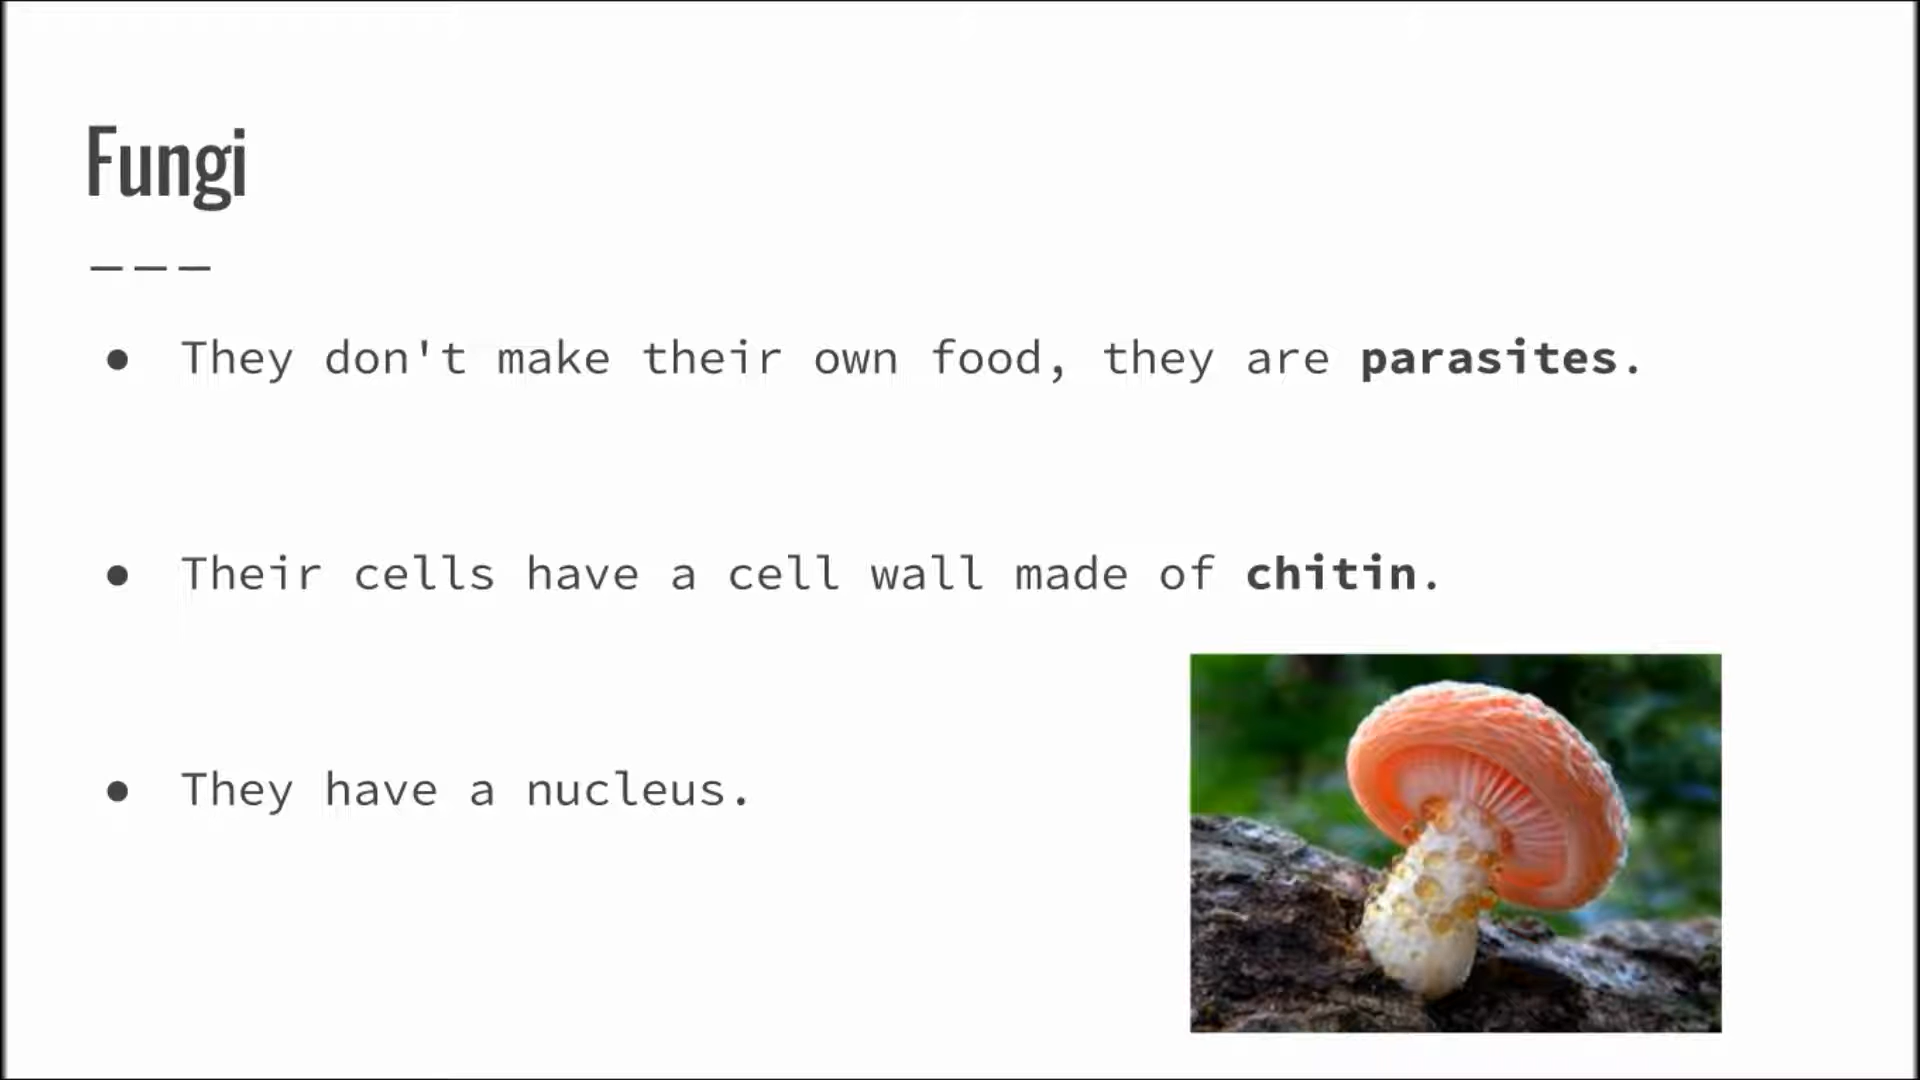 Fungi
● They don't make their own food, they are parasites.
● Their cells have a cell wall made of chitin.
● They have a nucleus.